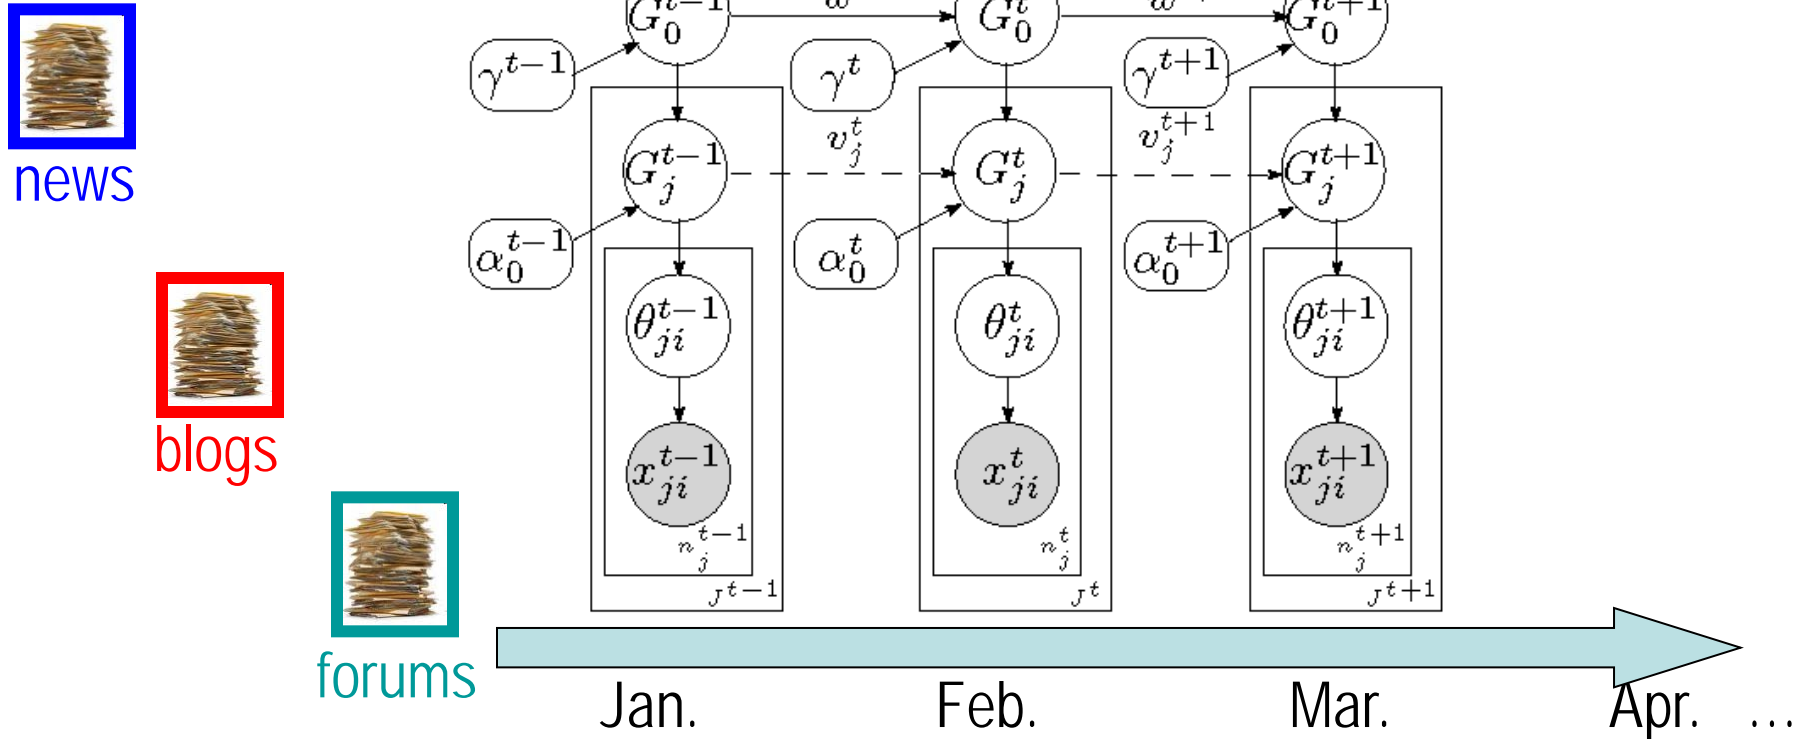 G_0^{t-1} G_0^t G_0^{t+1}
γ^{t-1} γ^t γ^{t+1}
v_j^t v_j^{t+1}
news
G_j^{t-1} G_j^t G_j^{t+1}
α_0^{t-1} α_0^t α_0^{t+1}
θ_{ji}^{t-1} θ_{ji}^t θ_{ji}^{t+1}
blogs
x_{ji}^{t-1} x_{ji}^t x_{ji}^{t+1}
n_j^{t-1} n_j^t n_j^{t+1}
J^{t-1} J^t J^{t+1}
forums
Jan. Feb. Mar. Apr. ...